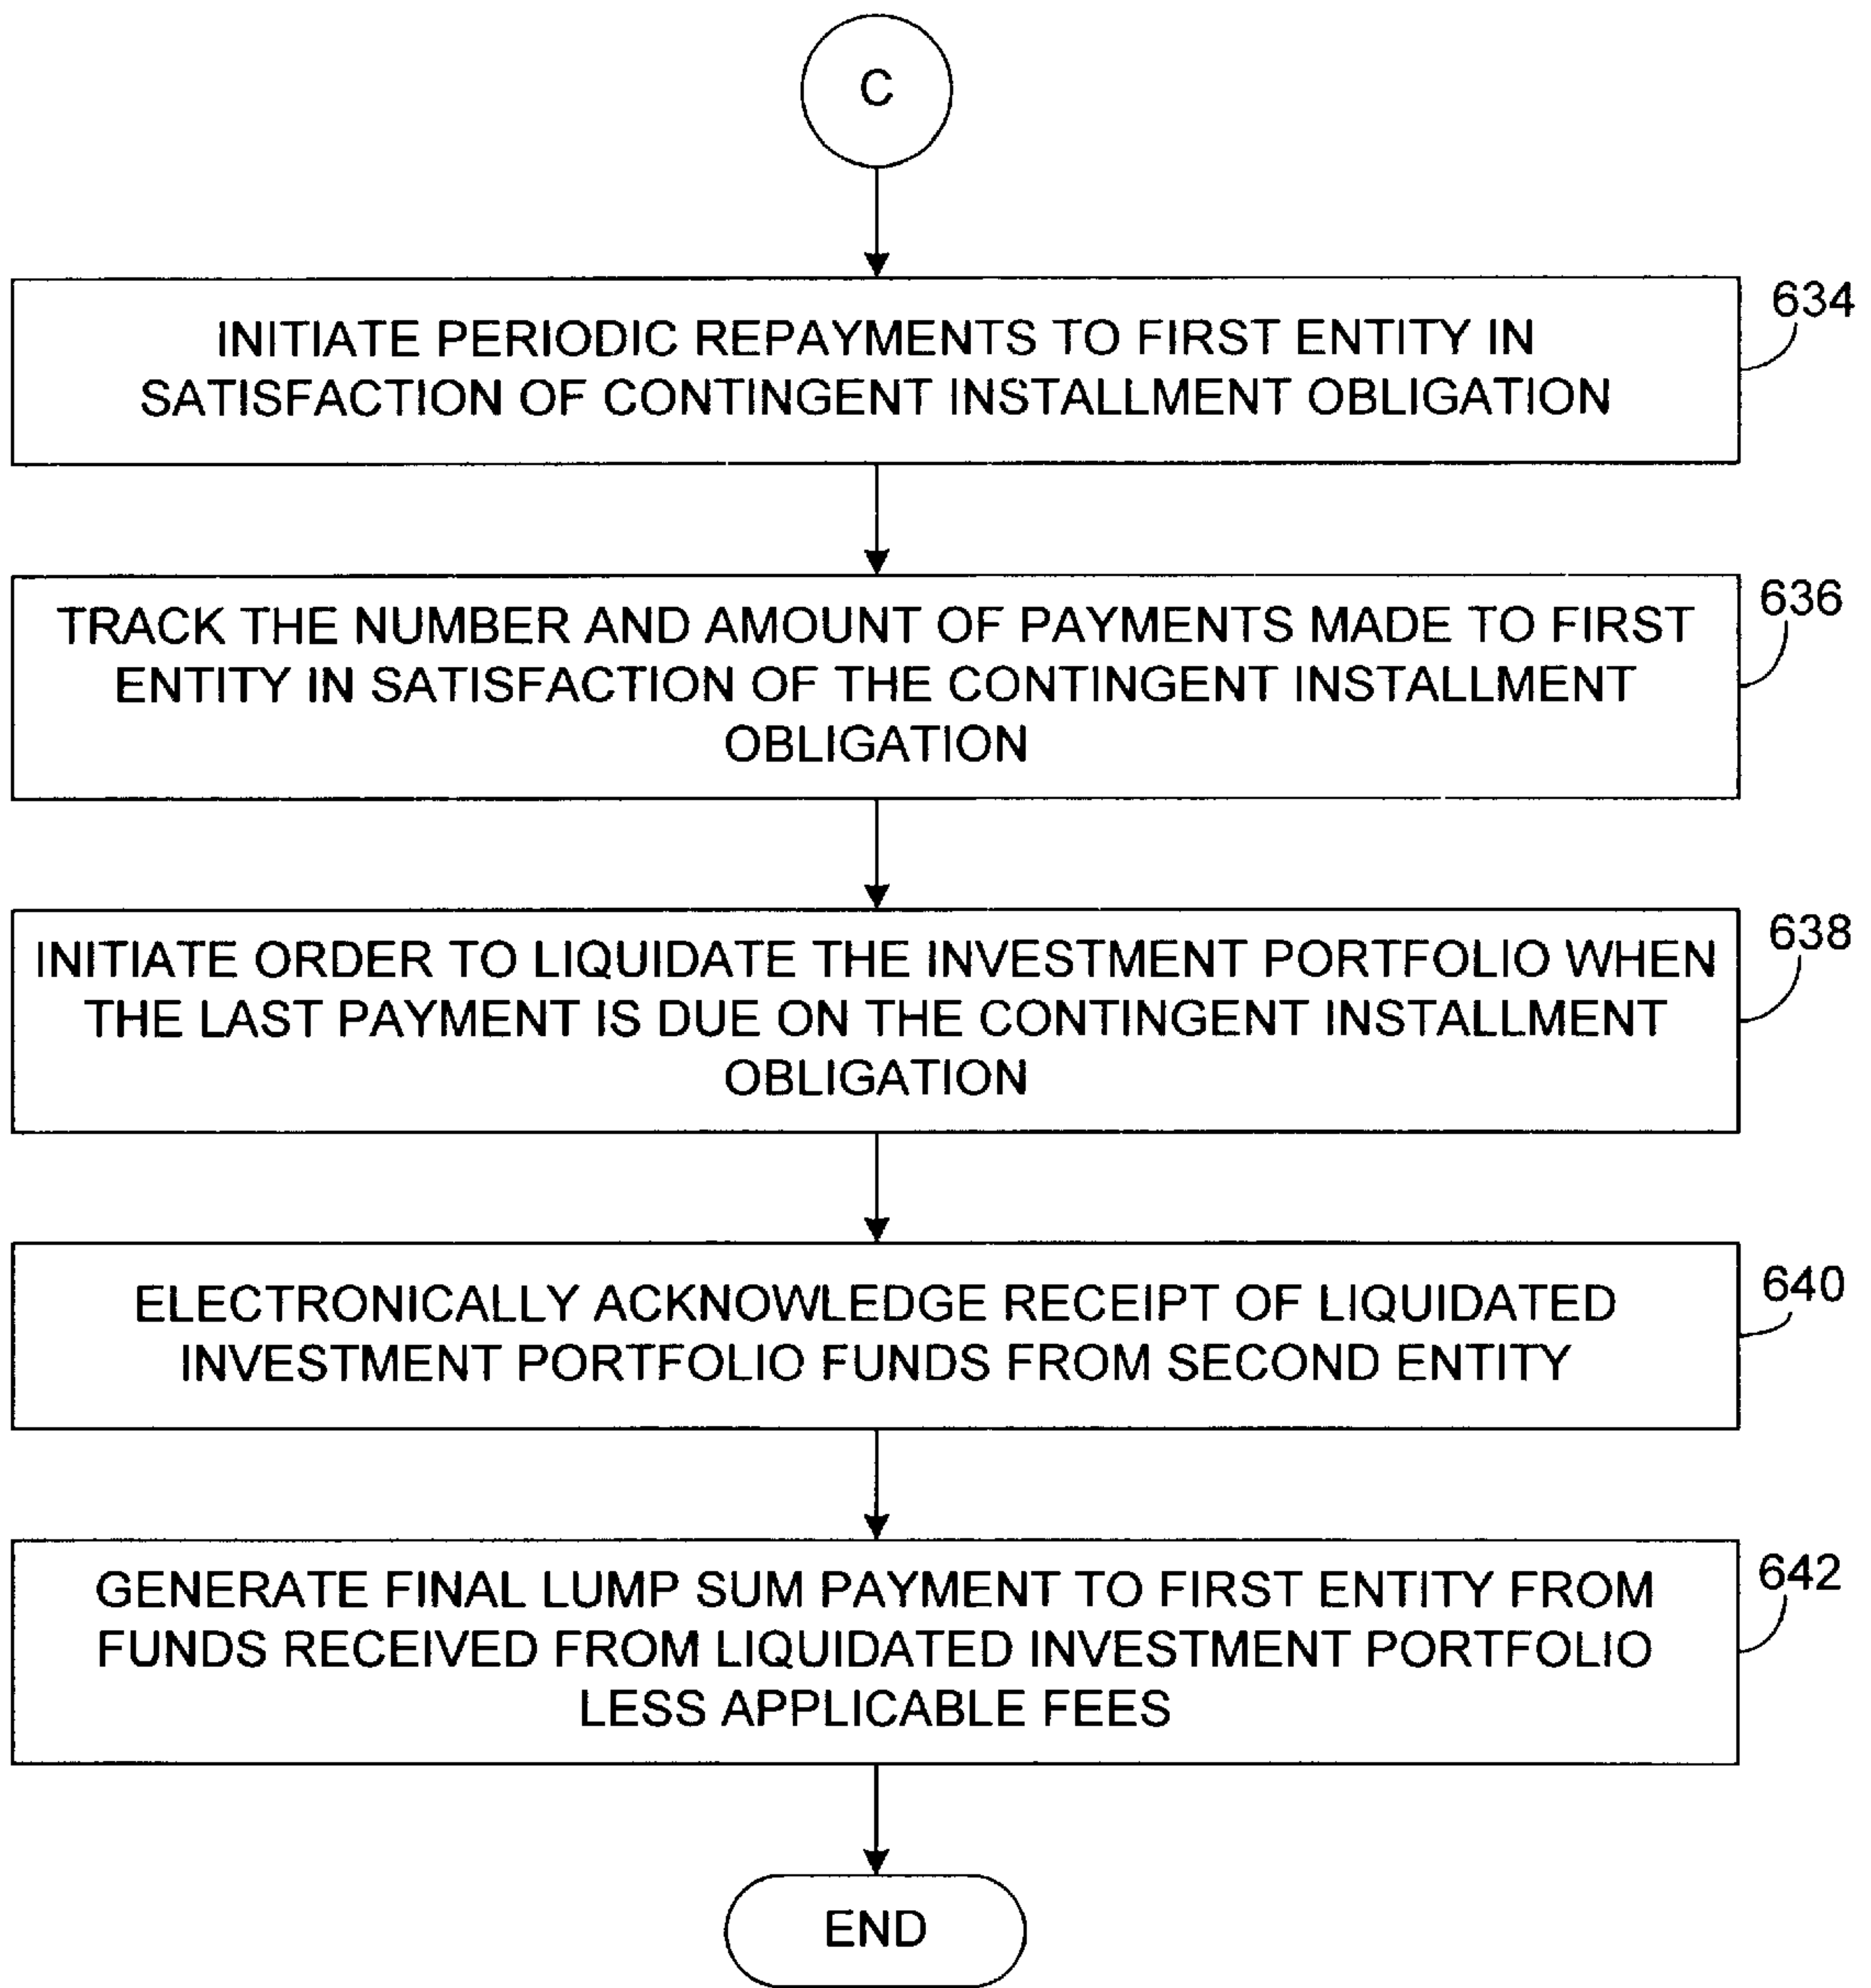 C
634
INITIATE PERIODIC REPAYMENTS TO FIRST ENTITY IN
SATISFACTION OF CONTINGENT INSTALLMENT OBLIGATION
636
TRACK THE NUMBER AND AMOUNT OF PAYMENTS MADE TO FIRST
ENTITY IN SATISFACTION OF THE CONTINGENT INSTALLMENT
OBLIGATION
638
INITIATE ORDER TO LIQUIDATE THE INVESTMENT PORTFOLIO WHEN
THE LAST PAYMENT IS DUE ON THE CONTINGENT INSTALLMENT
OBLIGATION
640
ELECTRONICALLY ACKNOWLEDGE RECEIPT OF LIQUIDATED
INVESTMENT PORTFOLIO FUNDS FROM SECOND ENTITY
642
GENERATE FINAL LUMP SUM PAYMENT TO FIRST ENTITY FROM
FUNDS RECEIVED FROM LIQUIDATED INVESTMENT PORTFOLIO
LESS APPLICABLE FEES
END